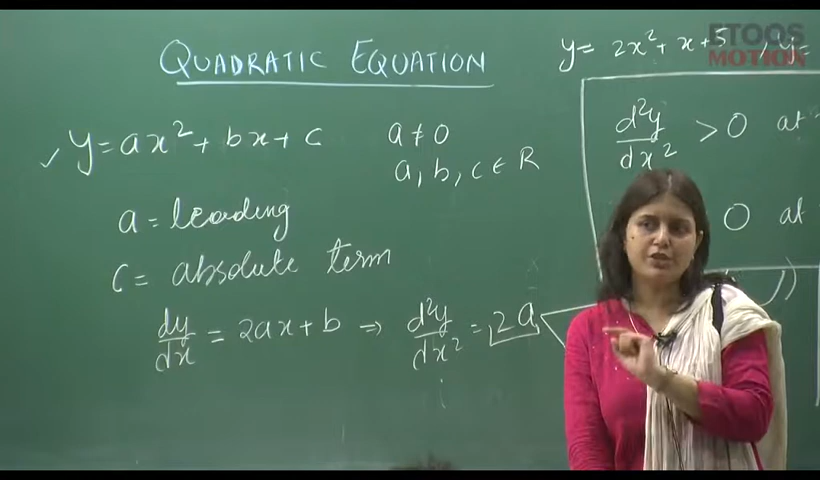 QUADRATIC EQUATION
y = 2x² + x + 5 , y =
ETOOS
MOTION
y = ax² + bx + c a ≠ 0
a, b, c ∈ R
a = leading
c = absolute term
dy/dx = 2ax + b ⇒ d²y/dx² = 2a
d²y/dx² > 0 at
0 at